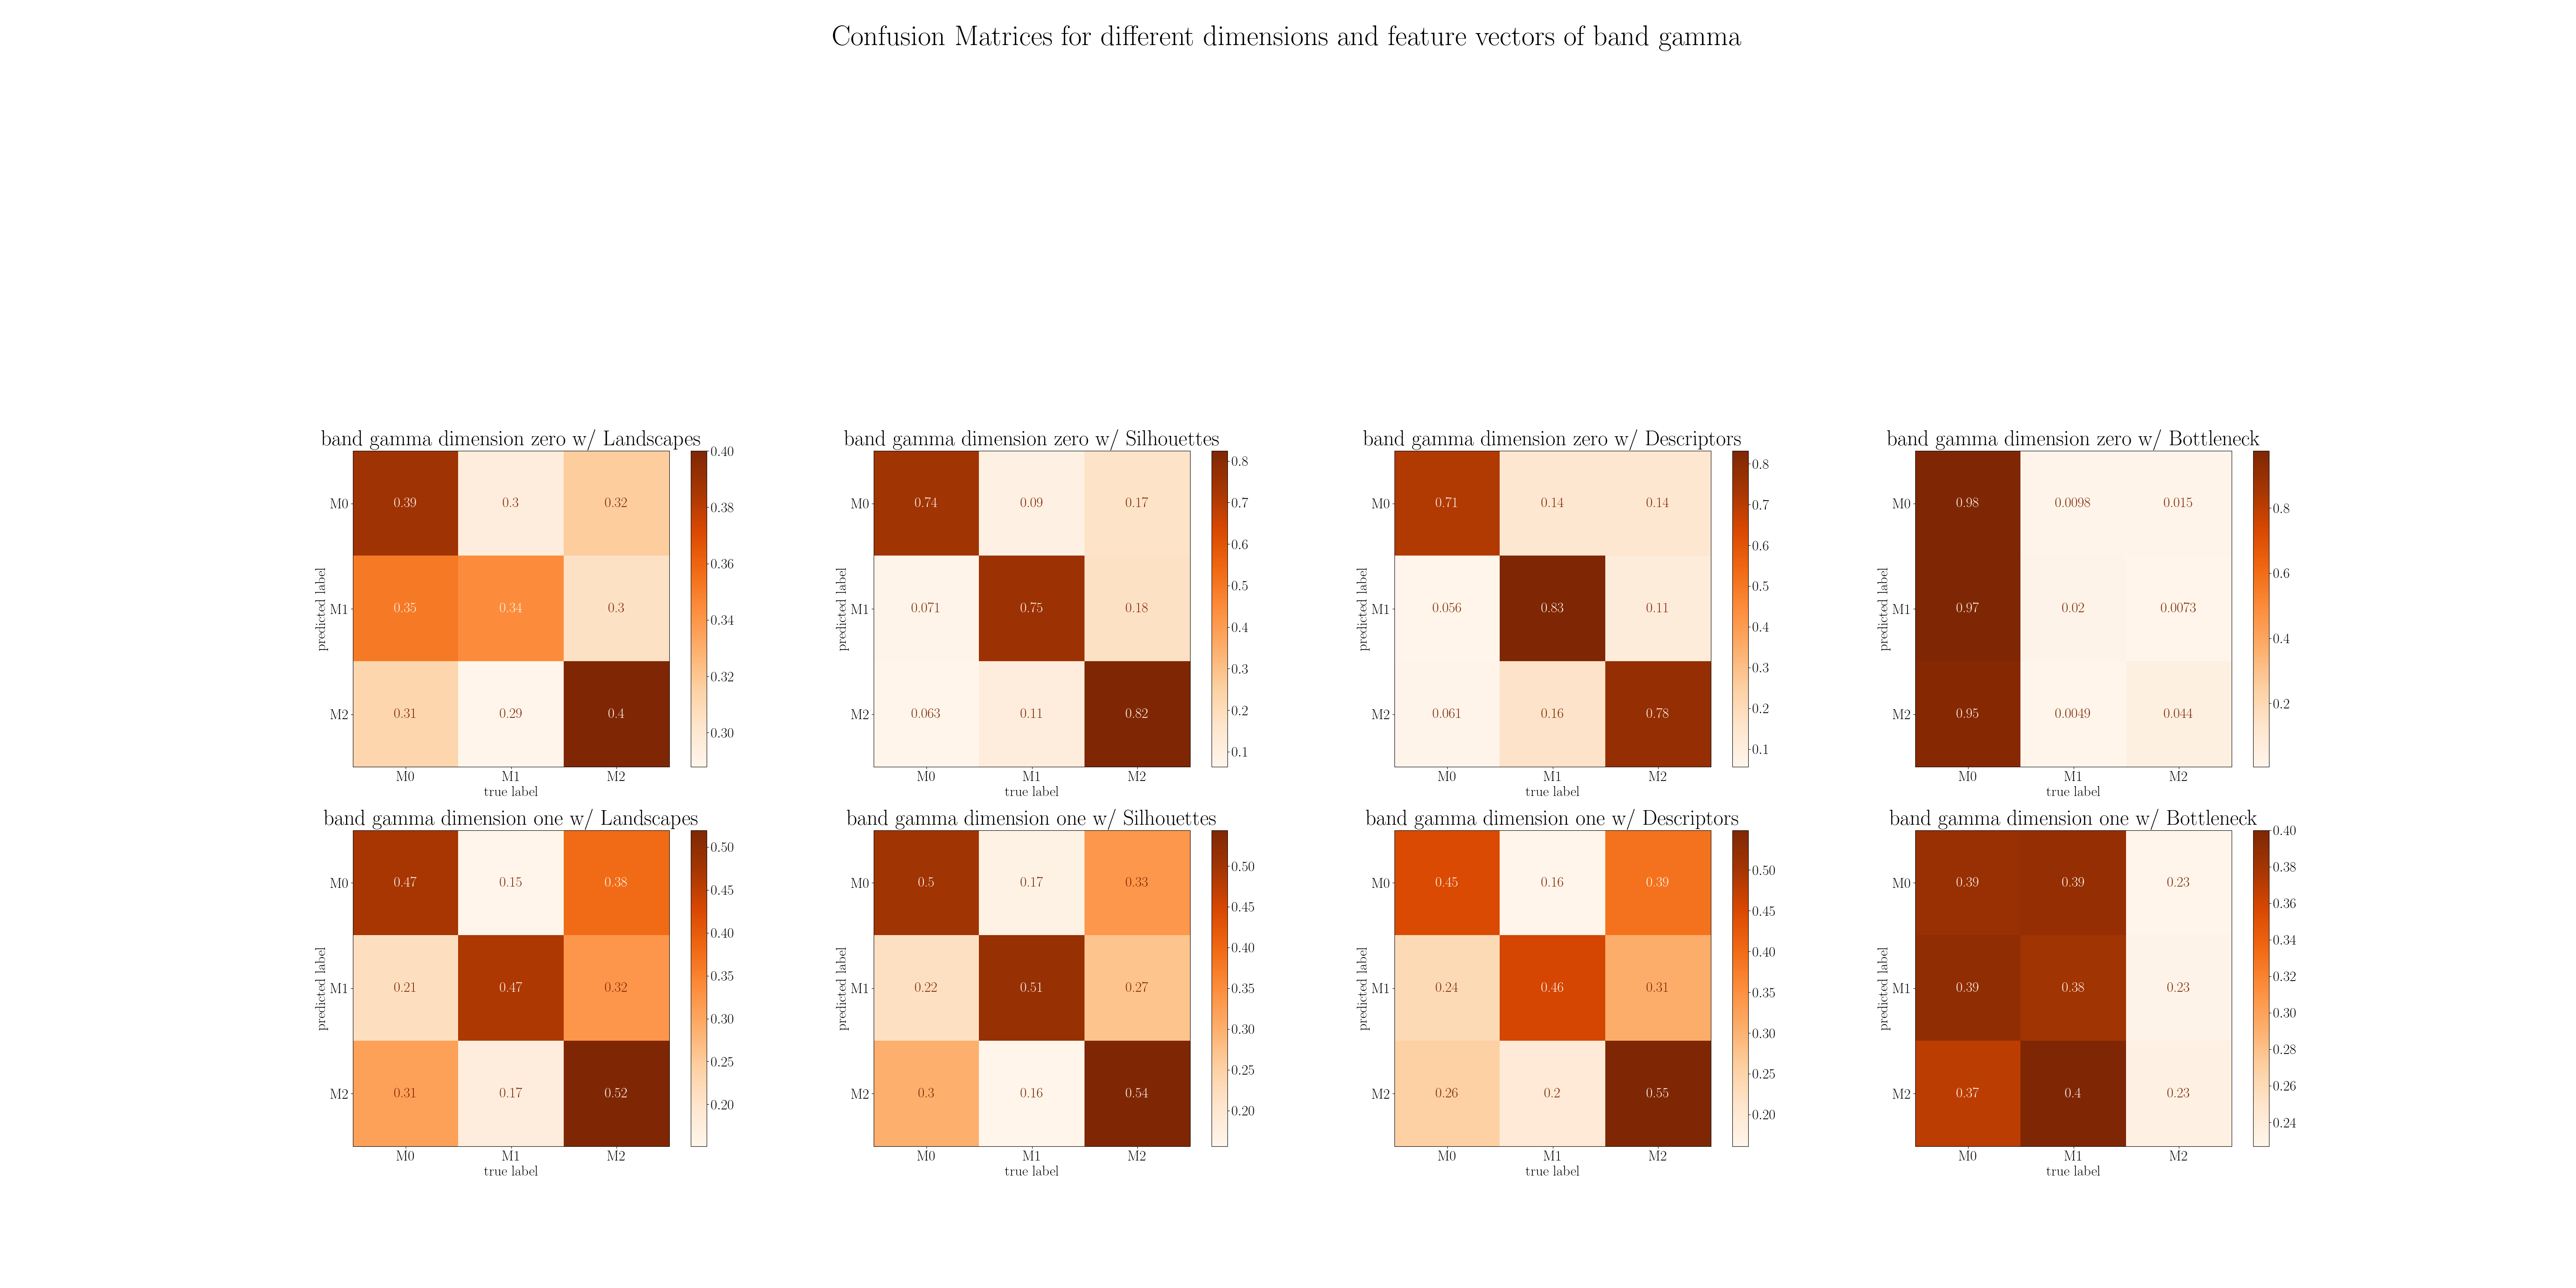 Confusion Matrices for different dimensions and feature vectors of band gamma
band gamma dimension zero w/ Landscapes
predicted label
M0 0.39 0.3 0.32
M1 0.35 0.34 0.3
M2 0.31 0.29 0.4
M0 M1 M2
true label
0.40
0.38
0.36
0.34
0.32
0.30
band gamma dimension zero w/ Silhouettes
predicted label
M0 0.74 0.09 0.17
M1 0.071 0.75 0.18
M2 0.063 0.11 0.82
M0 M1 M2
true label
0.8
0.7
0.6
0.5
0.4
0.3
0.2
0.1
band gamma dimension zero w/ Descriptors
predicted label
M0 0.71 0.14 0.14
M1 0.056 0.83 0.11
M2 0.061 0.16 0.78
M0 M1 M2
true label
0.8
0.7
0.6
0.5
0.4
0.3
0.2
0.1
band gamma dimension zero w/ Bottleneck
predicted label
M0 0.98 0.0098 0.015
M1 0.97 0.02 0.0073
M2 0.95 0.0049 0.044
M0 M1 M2
true label
0.8
0.6
0.4
0.2
band gamma dimension one w/ Landscapes
predicted label
M0 0.47 0.15 0.38
M1 0.21 0.47 0.32
M2 0.31 0.17 0.52
M0 M1 M2
true label
0.50
0.45
0.40
0.35
0.30
0.25
0.20
band gamma dimension one w/ Silhouettes
predicted label
M0 0.5 0.17 0.33
M1 0.22 0.51 0.27
M2 0.3 0.16 0.54
M0 M1 M2
true label
0.50
0.45
0.40
0.35
0.30
0.25
0.20
band gamma dimension one w/ Descriptors
predicted label
M0 0.45 0.16 0.39
M1 0.24 0.46 0.31
M2 0.26 0.2 0.55
M0 M1 M2
true label
0.50
0.45
0.40
0.35
0.30
0.25
0.20
band gamma dimension one w/ Bottleneck
predicted label
M0 0.39 0.39 0.23
M1 0.39 0.38 0.23
M2 0.37 0.4 0.23
M0 M1 M2
true label
0.40
0.38
0.36
0.34
0.32
0.30
0.28
0.26
0.24